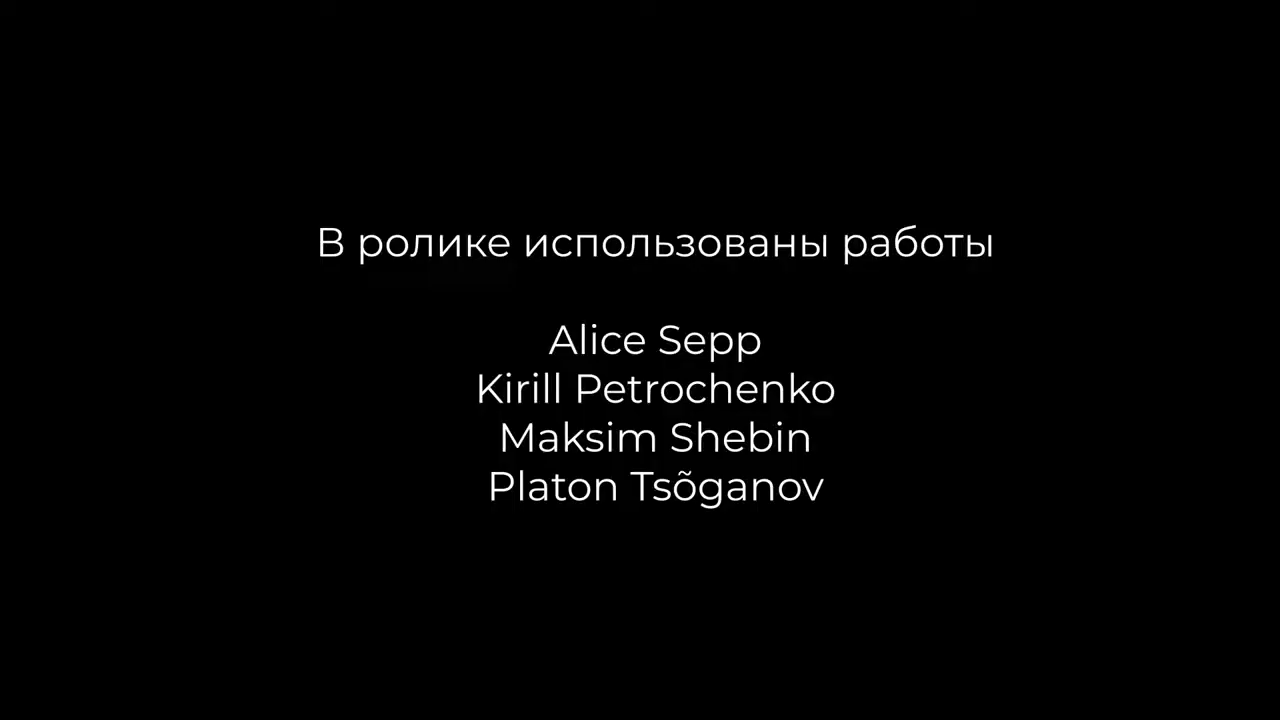 В ролике использованы работы
Alice Sepp
Kirill Petrochenko
Maksim Shebin
Platon Tsõganov